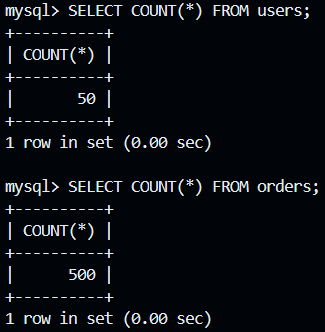 mysql> SELECT COUNT(*) FROM users;
+----------+
| COUNT(*) |
+----------+
|       50 |
+----------+
1 row in set (0.00 sec)

mysql> SELECT COUNT(*) FROM orders;
+----------+
| COUNT(*) |
+----------+
|      500 |
+----------+
1 row in set (0.00 sec)